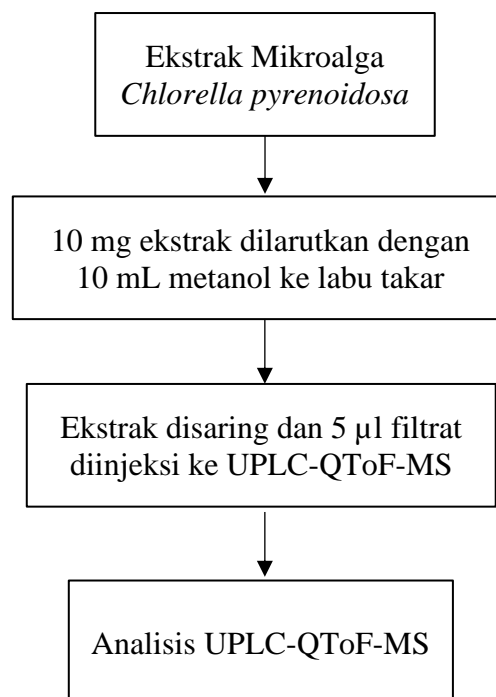 Ekstrak Mikroalga
Chlorella pyrenoidosa
10 mg ekstrak dilarutkan dengan
10 mL metanol ke labu takar
Ekstrak disaring dan 5 µl filtrat
diinjeksi ke UPLC-QToF-MS
Analisis UPLC-QToF-MS